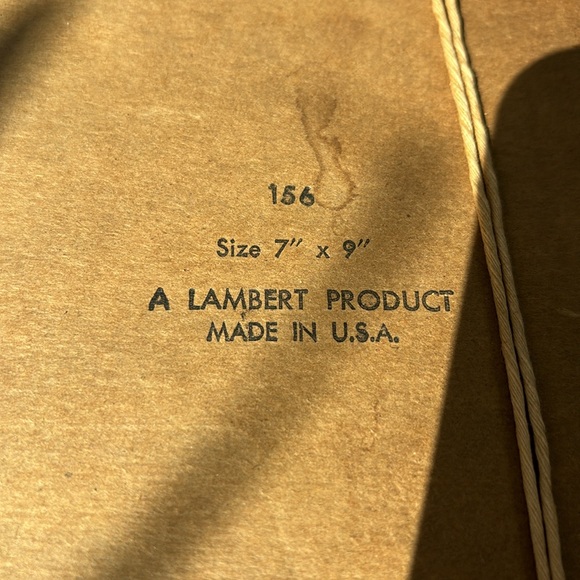 156
Size 7" x 9"
A LAMBERT PRODUCT
MADE IN U.S.A.